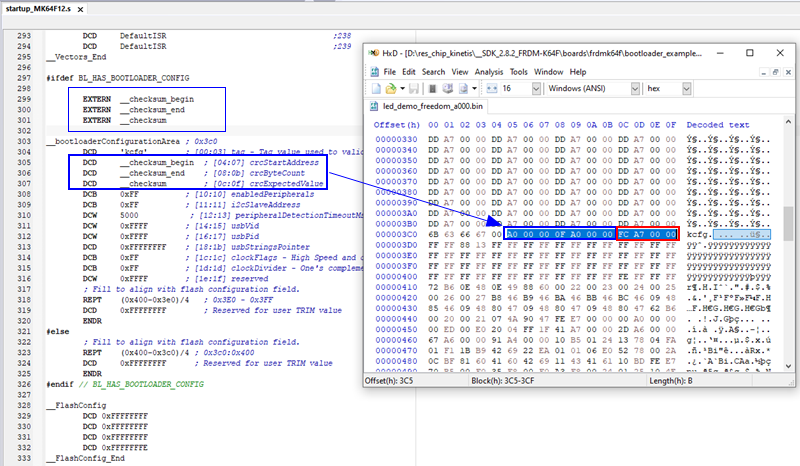 startup_MK64F12.s
293 DCD DefaultISR ;238
294 DCD DefaultISR ;239
295 __Vectors_End
296
297 #ifdef BL_HAS_BOOTLOADER_CONFIG
298
299 EXTERN __checksum_begin
300 EXTERN __checksum_end
301 EXTERN __checksum
302
303 __bootloaderConfigurationArea ; 0x3c0
304 DCD 'kcfg' ; [00:03] tag - Tag value used to valid
305 DCD __checksum_begin ; [04:07] crcStartAddress
306 DCD __checksum_end ; [08:0b] crcByteCount
307 DCD __checksum ; [0c:0f] crcExpectedValue
308 DCB 0xFF ; [10:10] enabledPeripherals
309 DCB 0xFF ; [11:11] i2cSlaveAddress
310 DCW 5000 ; [12:13] peripheralDetectionTimeoutMs
311 DCW 0xFFFF ; [14:15] usbVid
312 DCW 0xFFFF ; [16:17] usbPid
313 DCD 0xFFFFFFFF ; [18:1b] usbStringsPointer
314 DCB 0xFF ; [1c:1c] clockFlags - High Speed and o
315 DCB 0xFF ; [1d:1d] clockDivider - One's compleme
316 DCW 0xFFFF ; [1e:1f] reserved
317 ; Fill to align with flash configuration field.
318 REPT (0x400-0x3e0)/4 ; 0x3E0 - 0x3FF
319 DCD 0xFFFFFFFF ; Reserved for user TRIM value
320 ENDR
321 #else
322 ; Fill to align with flash configuration field.
323 REPT (0x400-0x3c0)/4 ; 0x3c0:0x400
324 DCD 0xFFFFFFFF ; Reserved for user TRIM value
325 ENDR
326 #endif // BL_HAS_BOOTLOADER_CONFIG
327
328 __FlashConfig
329 DCD 0xFFFFFFFF
330 DCD 0xFFFFFFFF
331 DCD 0xFFFFFFFF
332 DCD 0xFFFFFFFE
333 __FlashConfig_End
HxD - [D:\res_chip_kinetis\__SDK_2.8.2_FRDM-K64F\boards\frdmk64f\bootloader_example...
File Edit Search View Analysis Tools Window Help
16 Windows (ANSI) hex
led_demo_freedom_a000.bin
Offset(h) 00 01 02 03 04 05 06 07 08 09 0A 0B 0C 0D 0E 0F Decoded text
00000330 DD A7 00 00 DD A7 00 00 DD A7 00 00 DD A7 00 00 Ý§..Ý§..Ý§..Ý§..
00000340 DD A7 00 00 DD A7 00 00 DD A7 00 00 DD A7 00 00 Ý§..Ý§..Ý§..Ý§..
00000350 DD A7 00 00 DD A7 00 00 DD A7 00 00 DD A7 00 00 Ý§..Ý§..Ý§..Ý§..
00000360 DD A7 00 00 DD A7 00 00 DD A7 00 00 DD A7 00 00 Ý§..Ý§..Ý§..Ý§..
00000370 DD A7 00 00 DD A7 00 00 DD A7 00 00 DD A7 00 00 Ý§..Ý§..Ý§..Ý§..
00000380 DD A7 00 00 DD A7 00 00 DD A7 00 00 DD A7 00 00 Ý§..Ý§..Ý§..Ý§..
00000390 DD A7 00 00 DD A7 00 00 DD A7 00 00 DD A7 00 00 Ý§..Ý§..Ý§..Ý§..
000003A0 DD A7 00 00 DD A7 00 00 DD A7 00 00 DD A7 00 00 Ý§..Ý§..Ý§..Ý§..
000003B0 DD A7 00 00 DD A7 00 00 DD A7 00 00 DD A7 00 00 Ý§..Ý§..Ý§..Ý§..
000003C0 6B 63 66 67 00 A0 00 00 0F A0 00 00 FC A7 00 00 kcfg. ... ..ü§..
000003D0 FF FF 88 13 FF FF FF FF FF FF FF FF FF FF FF FF
000003E0 FF FF FF FF FF FF FF FF FF FF FF FF FF FF FF FF ÿÿÿÿÿÿÿÿÿÿÿÿÿÿÿÿ
000003F0 FF FF FF FF FF FF FF FF FF FF FF FF FF FF FF FF ÿÿÿÿÿÿÿÿÿÿÿÿÿÿÿÿ
00000400 FF FF FF FF FF FF FF FF FF FF FF FF FE FF FF FF
00000410 72 B6 0E 48 0E 49 88 60 00 22 00 23 00 24 00 25
00000420 00 26 00 27 B8 46 B9 46 BA 46 BB 46 BC 46 09 48
00000430 85 46 09 48 80 47 09 48 80 47 09 48 80 47 62 B6
00000440 00 20 00 21 07 4A 90 47 FE E7 00 00 00 A0 00 00
00000450 00 ED 00 E0 20 04 FF 1F 41 A7 00 00 2D A6 00 00
00000460 67 A6 00 00 91 A4 00 00 10 B5 01 24 13 78 04 FA
00000470 01 F1 1B B9 42 69 22 EA 01 01 06 E0 52 78 00 2A
00000480 0C BF 81 60 41 60 42 69 11 43 41 61 10 BD FE E7
Offset(h): 3C5 Block(h): 3C5-3CF Length(h): B